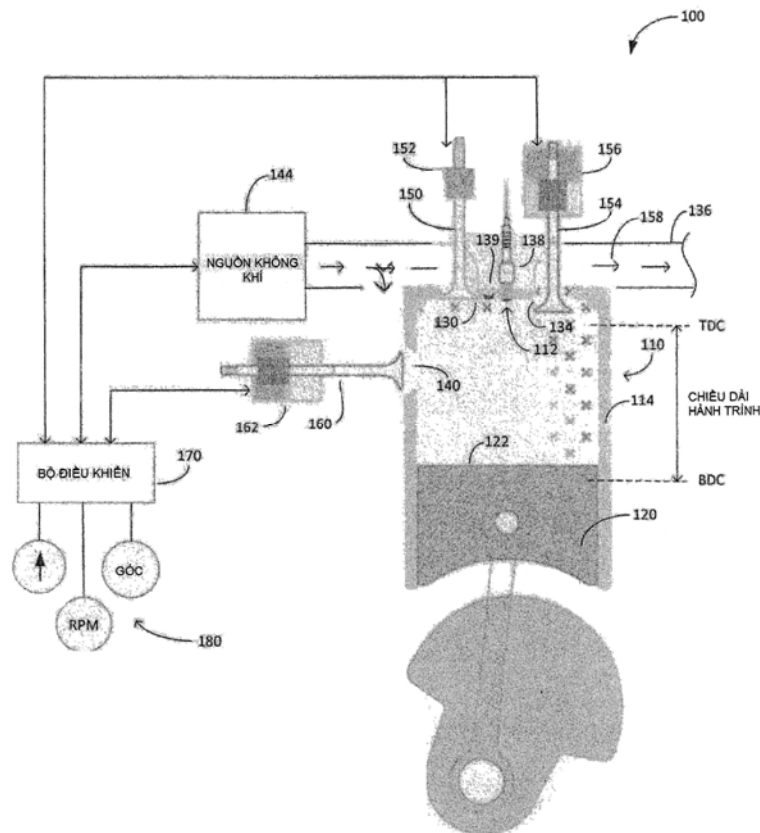 100
152
156
144
150
154
158
136
NGUỒN KHÔNG
KHÍ
139
138
130
112
134
TDC
110
114
CHIỀU DÀI
HÀNH TRÌNH
140
162
160
122
BDC
BỘ ĐIỀU KHIỂN
170
120
GÓC
RPM
180